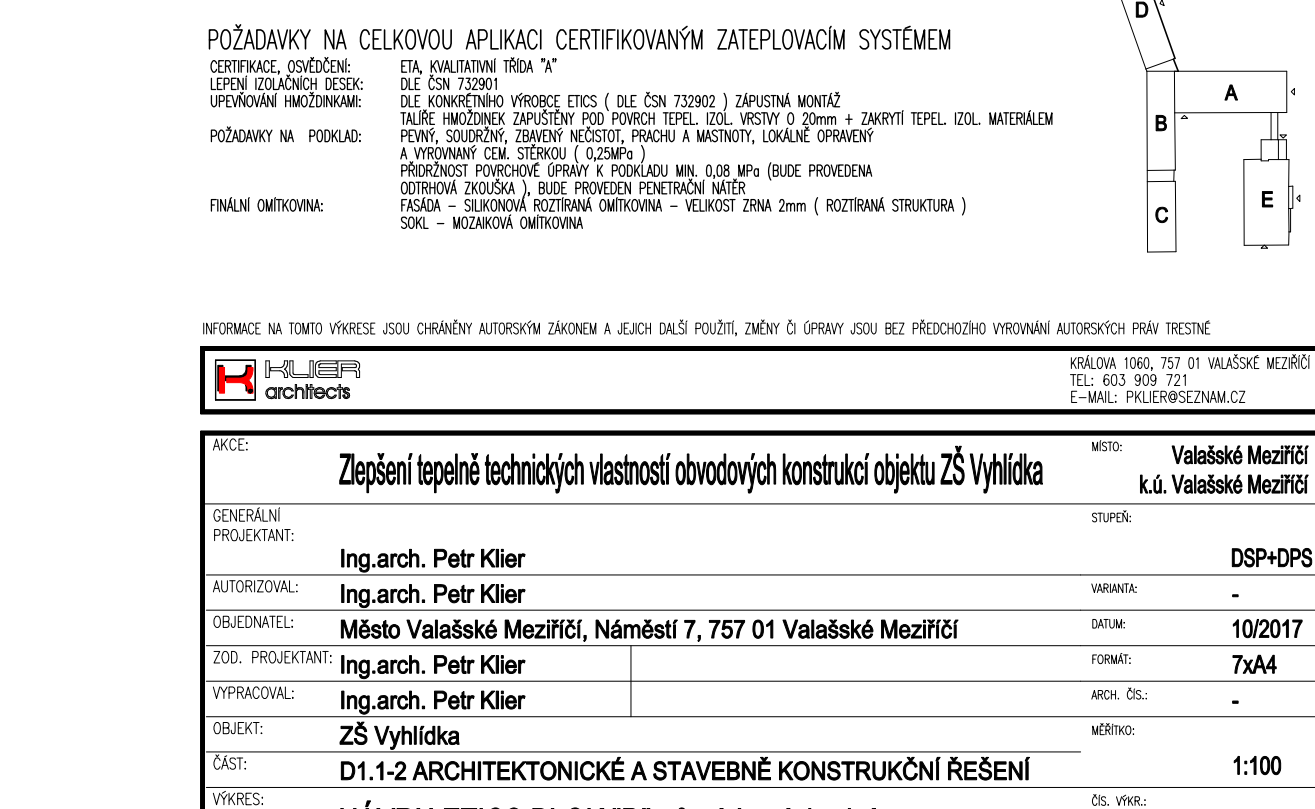 D
POŽADAVKY NA CELKOVOU APLIKACI CERTIFIKOVANÝM ZATEPLOVACÍM SYSTÉMEM
CERTIFIKACE, OSVĚDČENÍ: ETA, KVALITATIVNÍ TŘÍDA "A"
LEPENÍ IZOLAČNÍCH DESEK: DLE ČSN 732901
UPEVŇOVÁNÍ HMOŽDINKAMI: DLE KONKRÉTNÍHO VÝROBCE ETICS ( DLE ČSN 732902 ) ZÁPUSTNÁ MONTÁŽ
TALÍŘE HMOŽDINEK ZAPUŠTĚNY POD POVRCH TEPEL. IZOL. VRSTVY O 20mm + ZAKRYTÍ TEPEL. IZOL. MATERIÁLEM
POŽADAVKY NA PODKLAD: PEVNÝ, SOUDRŽNÝ, ZBAVENÝ NEČISTOT, PRACHU A MASTNOTY, LOKÁLNĚ OPRAVENÝ
A VYROVNANÝ CEM. STĚRKOU ( 0,25MPa )
PŘIDRŽNOST POVRCHOVÉ ÚPRAVY K PODKLADU MIN. 0,08 MPa (BUDE PROVEDENA
ODTRHOVÁ ZKOUŠKA ), BUDE PROVEDEN PENETRAČNÍ NÁTĚR
FINÁLNÍ OMÍTKOVINA: FASÁDA – SILIKONOVÁ ROZTÍRANÁ OMÍTKOVINA – VELIKOST ZRNA 2mm ( ROZTÍRANÁ STRUKTURA )
SOKL – MOZAIKOVÁ OMÍTKOVINA
A
B
C
E
INFORMACE NA TOMTO VÝKRESE JSOU CHRÁNĚNY AUTORSKÝM ZÁKONEM A JEJICH DALŠÍ POUŽITÍ, ZMĚNY ČI ÚPRAVY JSOU BEZ PŘEDCHOZÍHO VYROVNÁNÍ AUTORSKÝCH PRÁV TRESTNÉ
KLIER
architects
KRÁLOVA 1060, 757 01 VALAŠSKÉ MEZIŘÍČÍ
TEL: 603 909 721
E–MAIL: PKLIER@SEZNAM.CZ
AKCE: Zlepšení tepelně technických vlastností obvodových konstrukcí objektu ZŠ Vyhlídka
MÍSTO: Valašské Meziříčí
k.ú. Valašské Meziříčí
GENERÁLNÍ
PROJEKTANT:
Ing.arch. Petr Klier
STUPEŇ:
DSP+DPS
AUTORIZOVAL: Ing.arch. Petr Klier
VARIANTA: -
OBJEDNATEL: Město Valašské Meziříčí, Náměstí 7, 757 01 Valašské Meziříčí
DATUM: 10/2017
ZOD. PROJEKTANT: Ing.arch. Petr Klier
FORMÁT: 7xA4
VYPRACOVAL: Ing.arch. Petr Klier
ARCH. ČÍS.: -
OBJEKT: ZŠ Vyhlídka
MĚŘÍTKO:
1:100
ČÁST: D1.1-2 ARCHITEKTONICKÉ A STAVEBNĚ KONSTRUKČNÍ ŘEŠENÍ
VÝKRES:
ČÍS. VÝKR.: